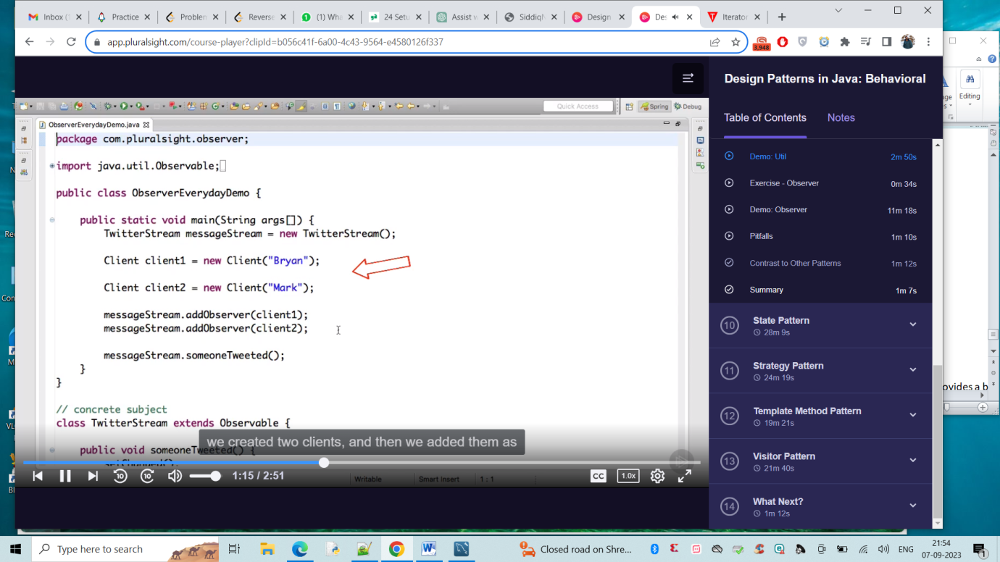 Inbox (1
Practice
Problen
Reverse
(1) Wha
24 Setu
Assist w
SiddiqN
Design
Des
Iterator
app.pluralsight.com/course-player?clipId=b056c41f-6a00-4c43-9564-e4580126f337
3,948
Design Patterns in Java: Behavioral
Table of Contents
Notes
Demo: Util
2m 50s
Exercise - Observer
0m 34s
Demo: Observer
11m 18s
Pitfalls
1m 10s
Contrast to Other Patterns
1m 12s
Summary
1m 7s
10
State Pattern
28m 9s
11
Strategy Pattern
24m 19s
12
Template Method Pattern
19m 21s
13
Visitor Pattern
21m 40s
14
What Next?
1m 12s
Quick Access
Spring
Debug
ObserverEverydayDemo.java
package com.pluralsight.observer;
import java.util.Observable;
public class ObserverEverydayDemo {
public static void main(String args[]) {
TwitterStream messageStream = new TwitterStream();
Client client1 = new Client("Bryan");
Client client2 = new Client("Mark");
messageStream.addObserver(client1);
messageStream.addObserver(client2);
messageStream.someoneTweeted();
}
}
// concrete subject
class TwitterStream extends Observable {
public void someoneTweeted() {
setChanged();
we created two clients, and then we added them as
1:15 / 2:51
Writable
Smart Insert
1 : 1
CC
1.0x
Editing
ovides a b
Type here to search
Closed road on Shre...
ENG
21:54
07-09-2023
1